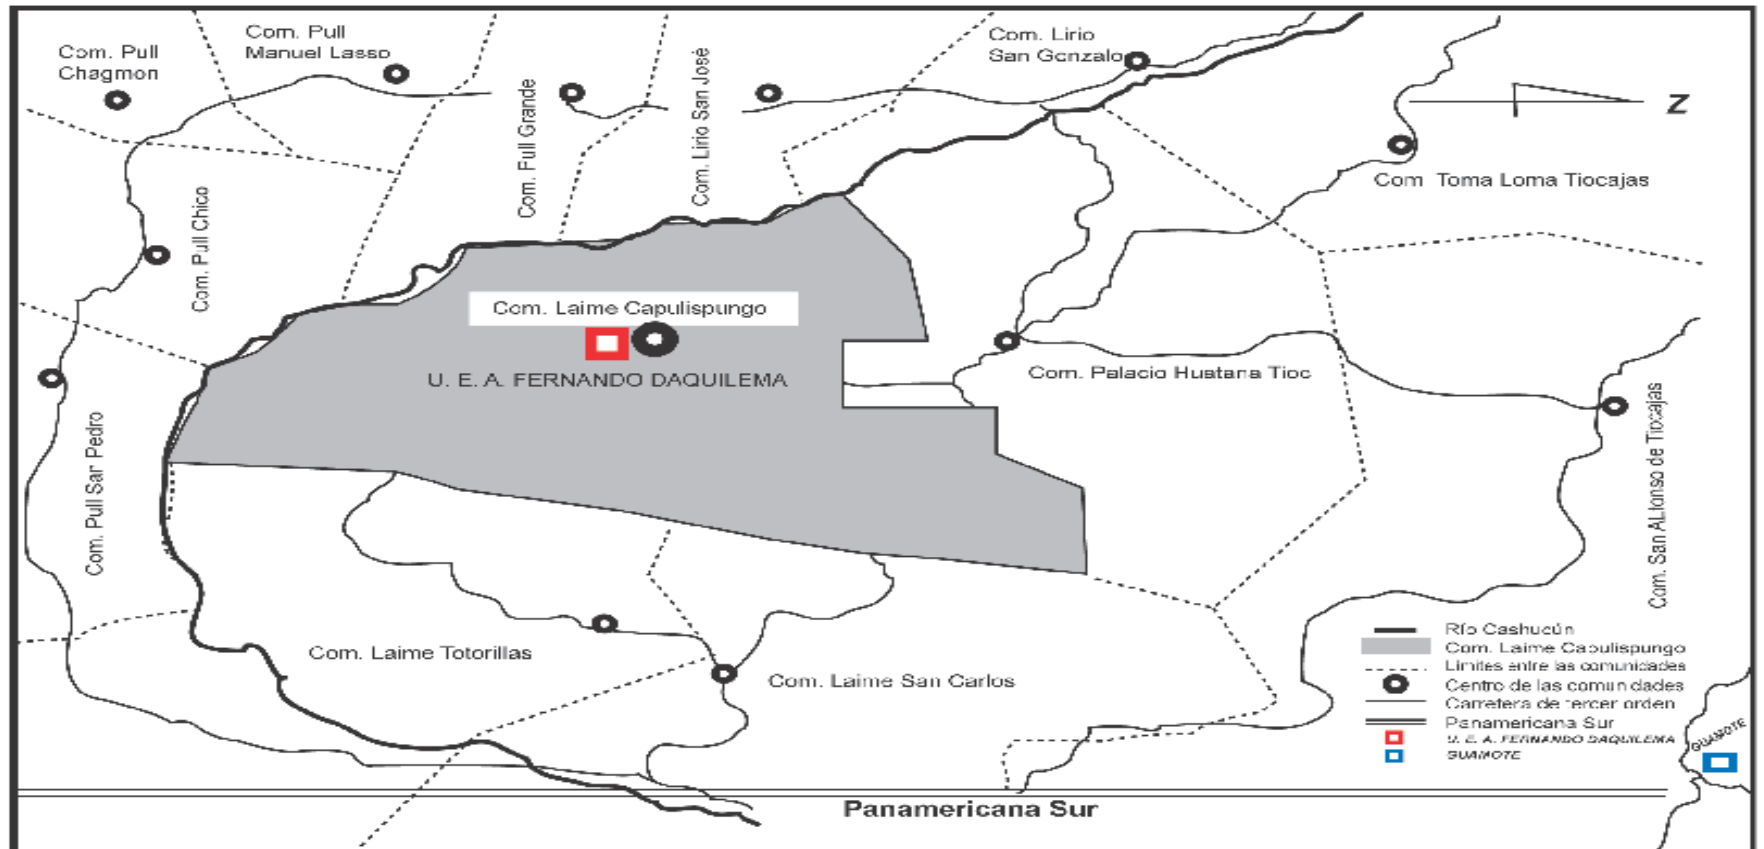 Com. Pull
Chagmon
Com. Pull
Manuel Lasso
Com. Pull Grande
Com. Lirio San José
Com. Lirio
San Gonzalo
Z
Com Toma Loma Tiocajas
Com. Pull Chico
Com. Laime Capulispungo
U. E. A. FERNANDO DAQUILEMA
Com. Palacio Huatana Tioc
Com. San ALfonso de Tiocajas
Com. Pull San Pedro
Com. Laime Totorillas
Com. Laime San Carlos
Río Cashucún
Com. Laime Capulispungo
Limites entre las comunidades
Centro de las comunidades
Carretera de tercer orden
Panamericana Sur
U. E. A. FERNANDO DAQUILEMA
GUAMOTE
GUAMOTE
Panamericana Sur